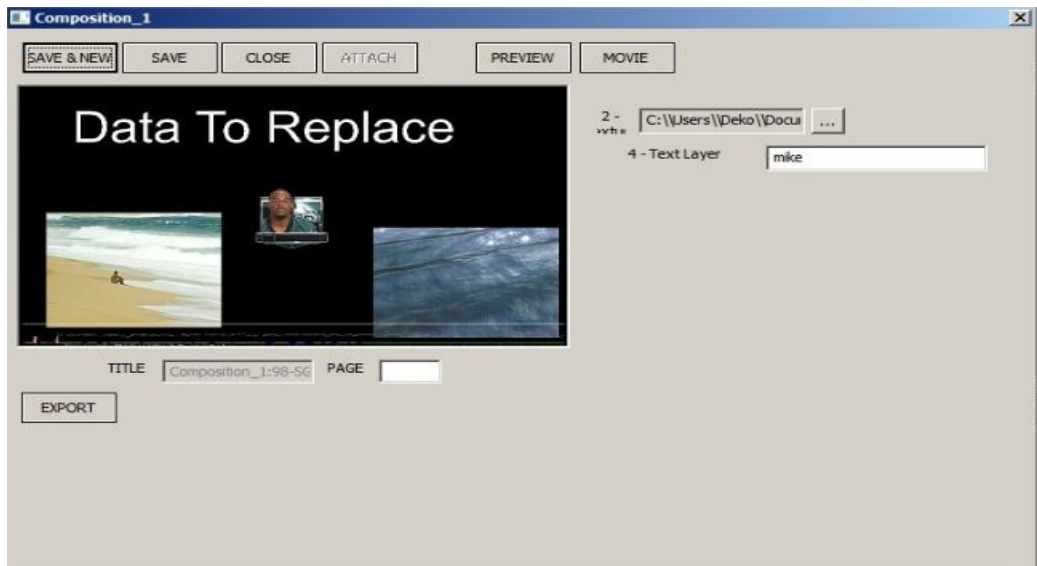 Composition_1
SAVE & NEW SAVE CLOSE ATTACH PREVIEW MOVIE
Data To Replace
2 -
C:\\Users\\Deko\\Docu
...
4 - Text Layer mike
TITLE Composition_1:98-SG PAGE
EXPORT